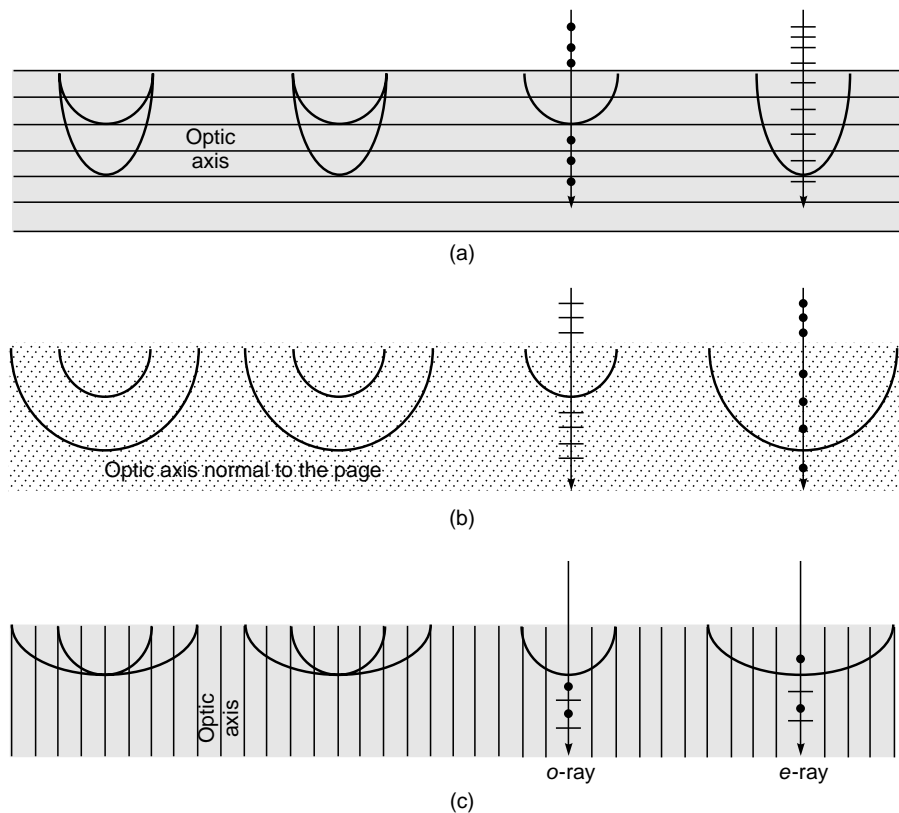 Optic
axis
(a)
Optic axis normal to the page
(b)
Optic
axis
o-ray
e-ray
(c)